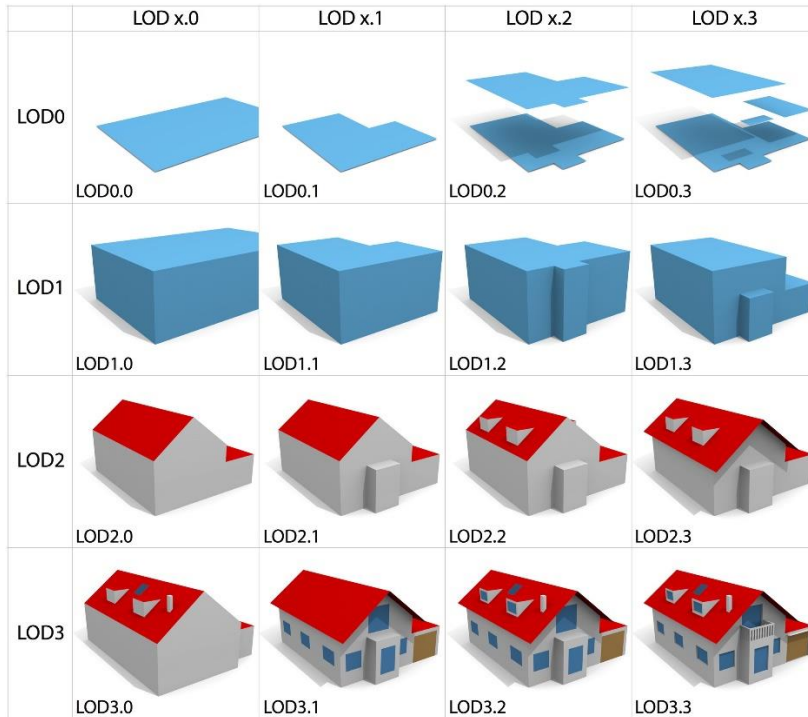 LOD x.0 LOD x.1 LOD x.2 LOD x.3
LOD0
LOD0.0 LOD0.1 LOD0.2 LOD0.3
LOD1
LOD1.0 LOD1.1 LOD1.2 LOD1.3
LOD2
LOD2.0 LOD2.1 LOD2.2 LOD2.3
LOD3
LOD3.0 LOD3.1 LOD3.2 LOD3.3